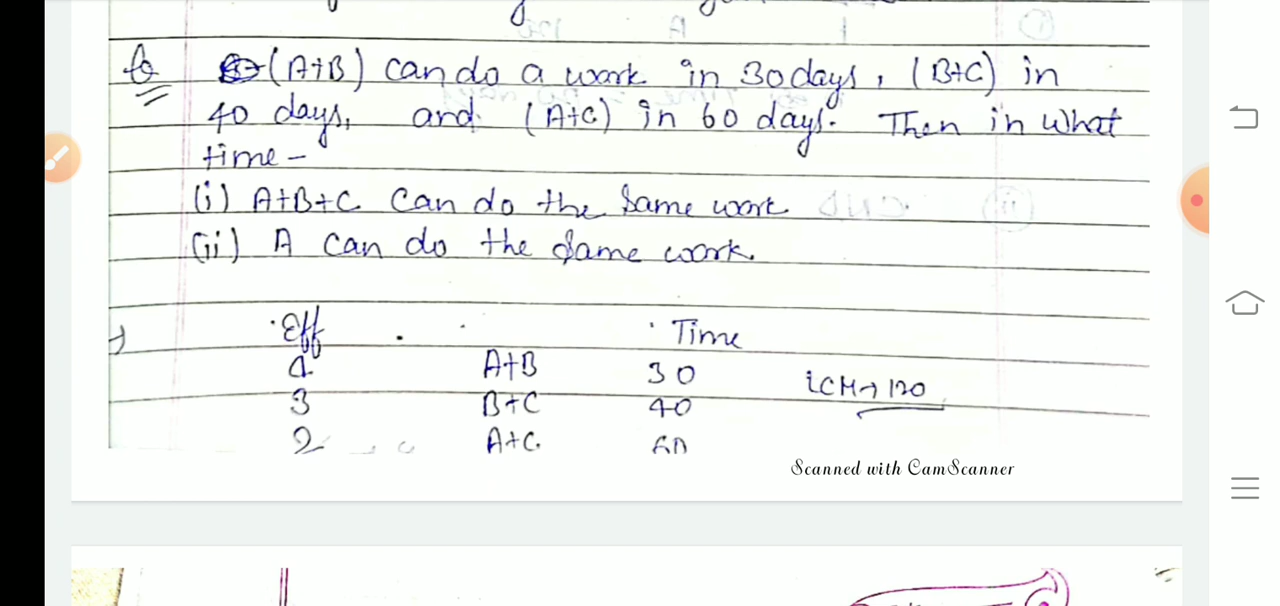 Q (A+B) can do a work in 30 days, (B+C) in
40 days, and (A+C) in 60 days. Then in what
time -
(i) A+B+C can do the same work
(ii) A can do the same work.
Eff Time
4 A+B 30 LCM → 120
3 B+C 40
2 A+C. 60
Scanned with CamScanner